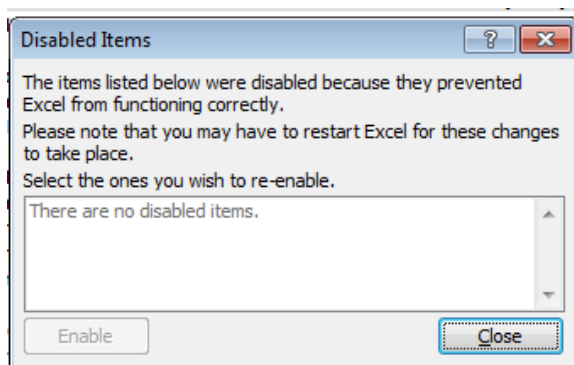 Disabled Items
The items listed below were disabled because they prevented
Excel from functioning correctly.
Please note that you may have to restart Excel for these changes
to take place.
Select the ones you wish to re-enable.
There are no disabled items.
Enable
Close